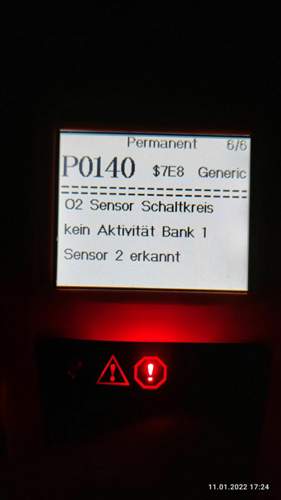 Permanent 6/6
P0140 $7E8 Generic
O2 Sensor Schaltkreis
kein Aktivität Bank 1
Sensor 2 erkannt
11.01.2022 17:24